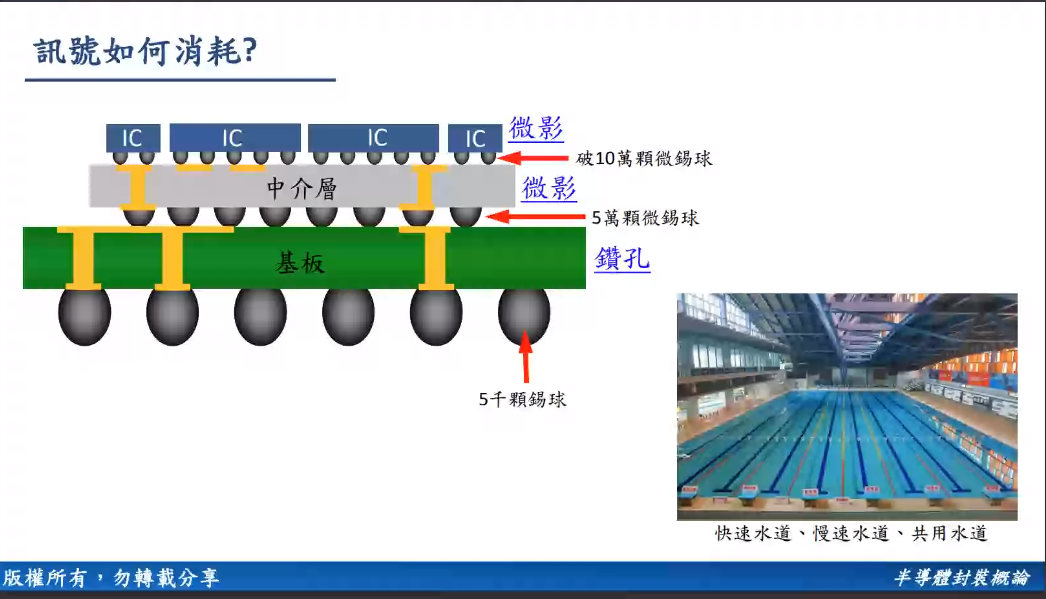 訊號如何消耗?
IC
IC
IC
IC
微影
破10萬顆微錫球
中介層
微影
5萬顆微錫球
基板
鑽孔
5千顆錫球
快速水道、慢速水道、共用水道
版權所有，勿轉載分享
半導體封裝概論